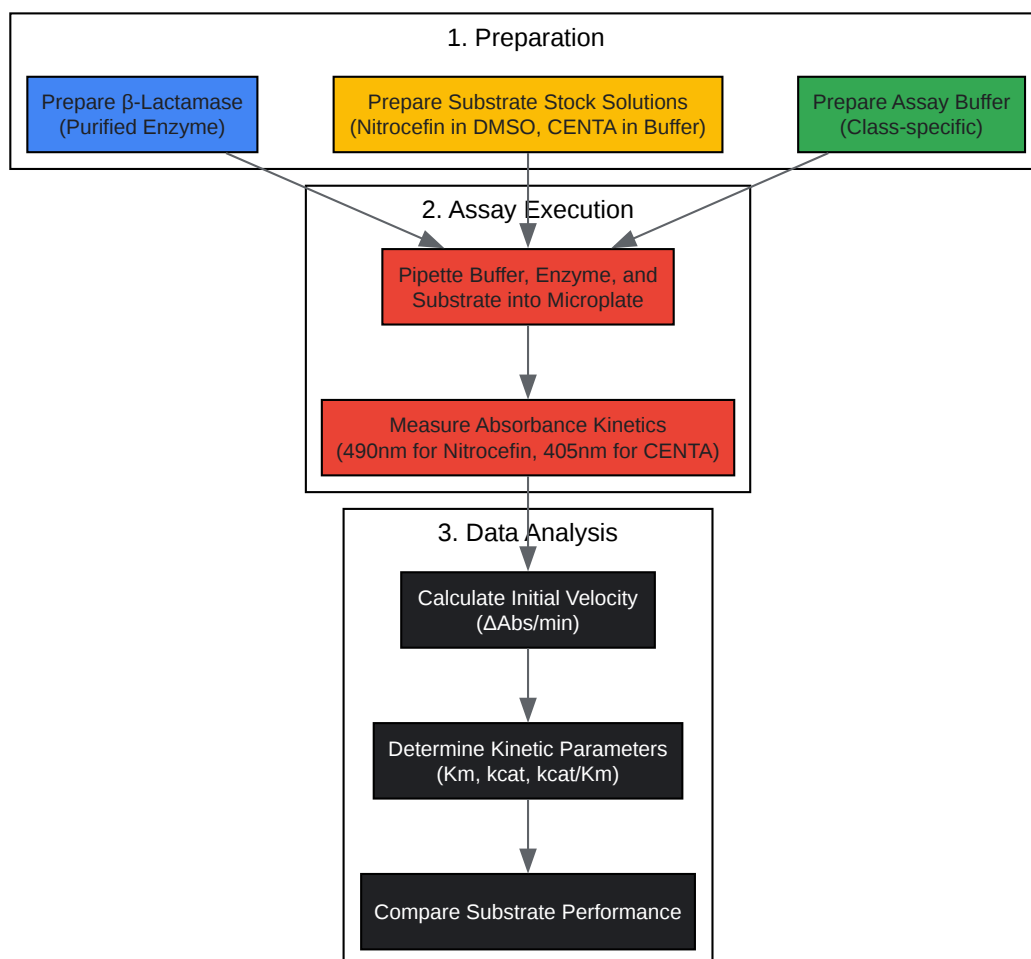 1. Preparation
Prepare β-Lactamase
(Purified Enzyme)
Prepare Substrate Stock Solutions
(Nitrocefin in DMSO, CENTA in Buffer)
Prepare Assay Buffer
(Class-specific)
2. Assay Execution
Pipette Buffer, Enzyme, and
Substrate into Microplate
Measure Absorbance Kinetics
(490nm for Nitrocefin, 405nm for CENTA)
3. Data Analysis
Calculate Initial Velocity
(ΔAbs/min)
Determine Kinetic Parameters
(Km, kcat, kcat/Km)
Compare Substrate Performance